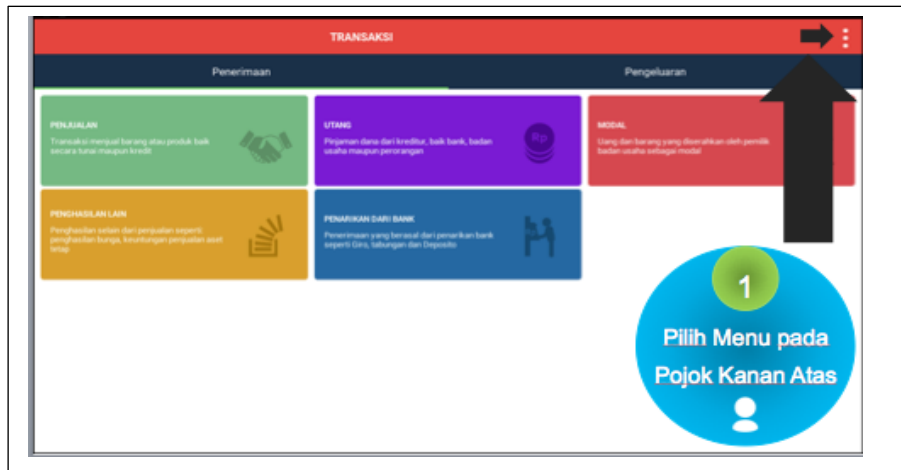 TRANSAKSI
Penerimaan
Pengeluaran
PENJUALAN
Transaksi menjual barang atau produk baik
secara tunai maupun kredit
UTANG
Pinjaman dana dari kreditur, baik bank, badan
usaha maupun perorangan
Rp
MODAL
Uang dan barang yang diserahkan oleh pemilik
badan usaha sebagai modal
PENGHASILAN LAIN
Penghasilan selain dari penjualan seperti
penghasilan bunga, keuntungan penjualan aset
tetap
PENARIKAN DARI BANK
Penerimaan yang berasal dari penarikan bank
seperti Giro, tabungan dan Deposito
1
Pilih Menu pada
Pojok Kanan Atas